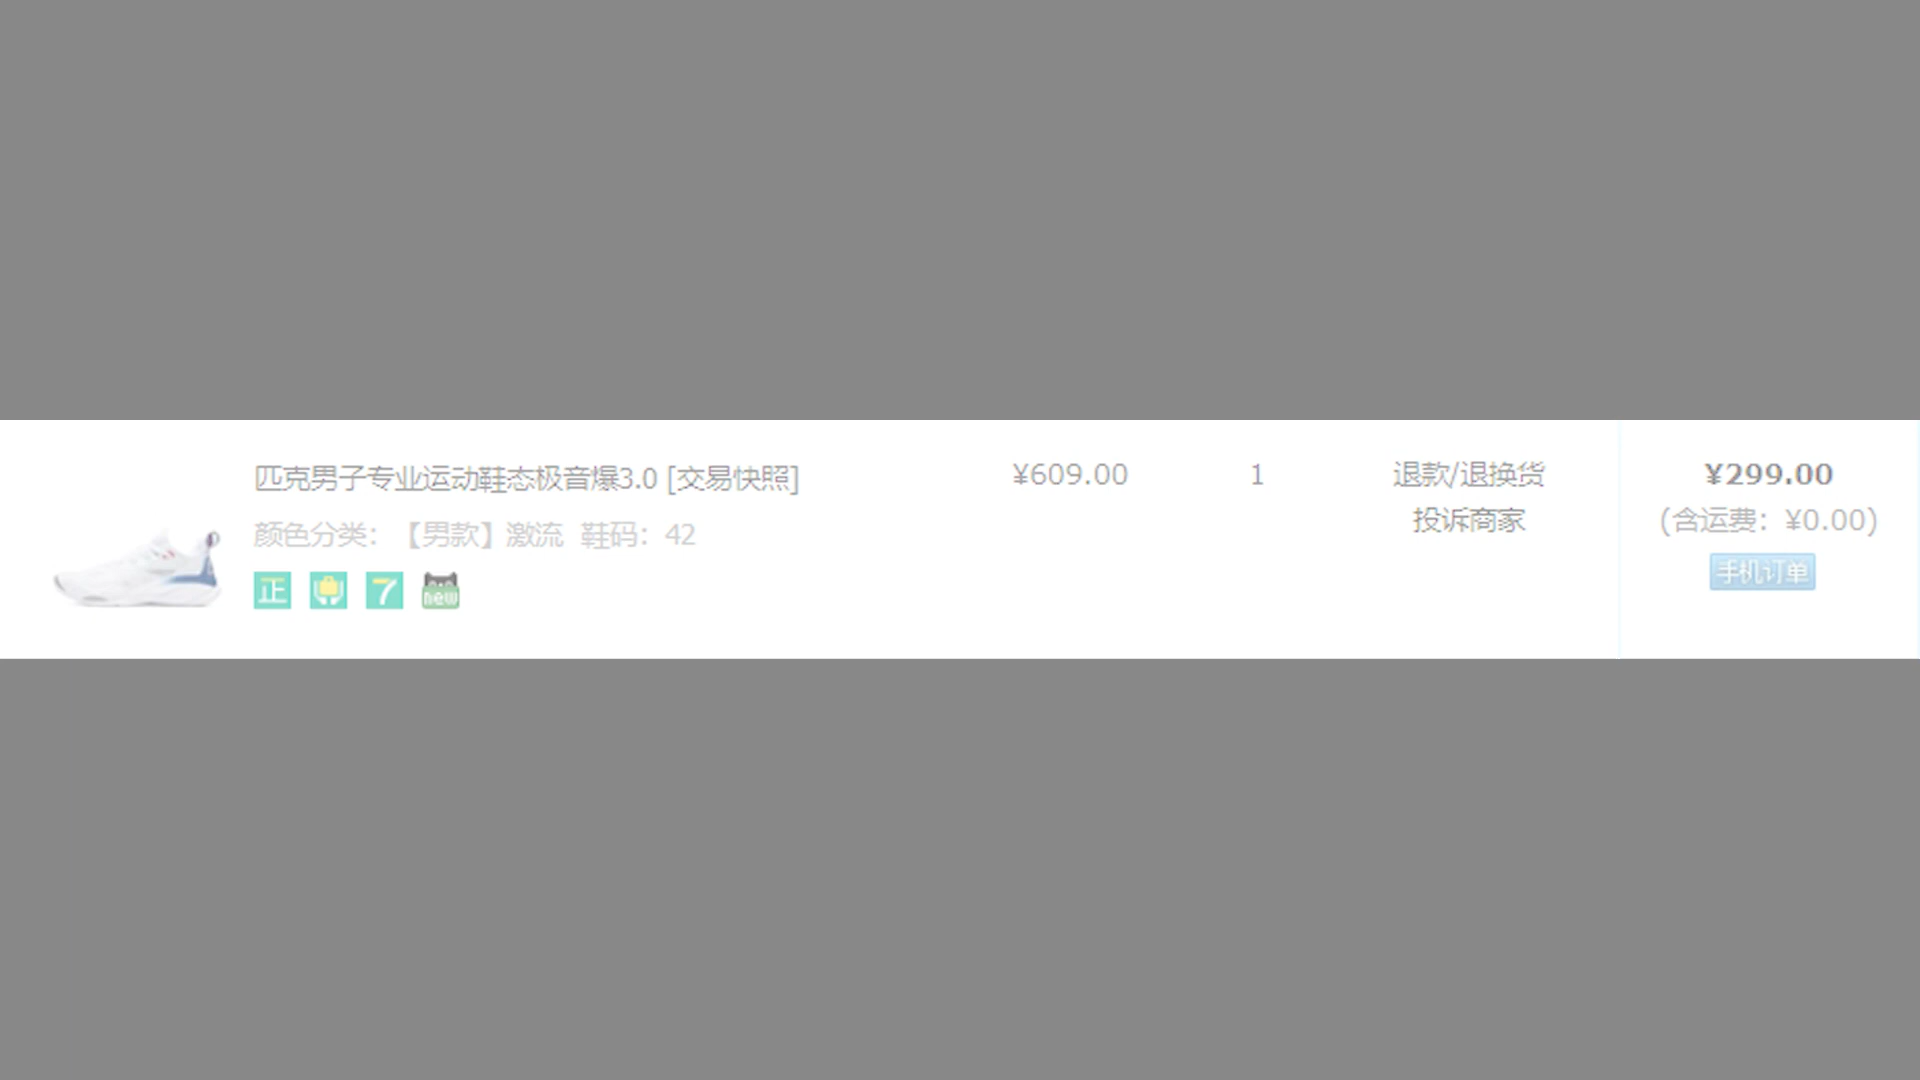 匹克男子专业运动鞋态极音爆3.0 [交易快照]
颜色分类：【男款】激流 鞋码：42
正 7 new
¥609.00
1
退款/退换货
投诉商家
¥299.00
(含运费：¥0.00)
手机订单